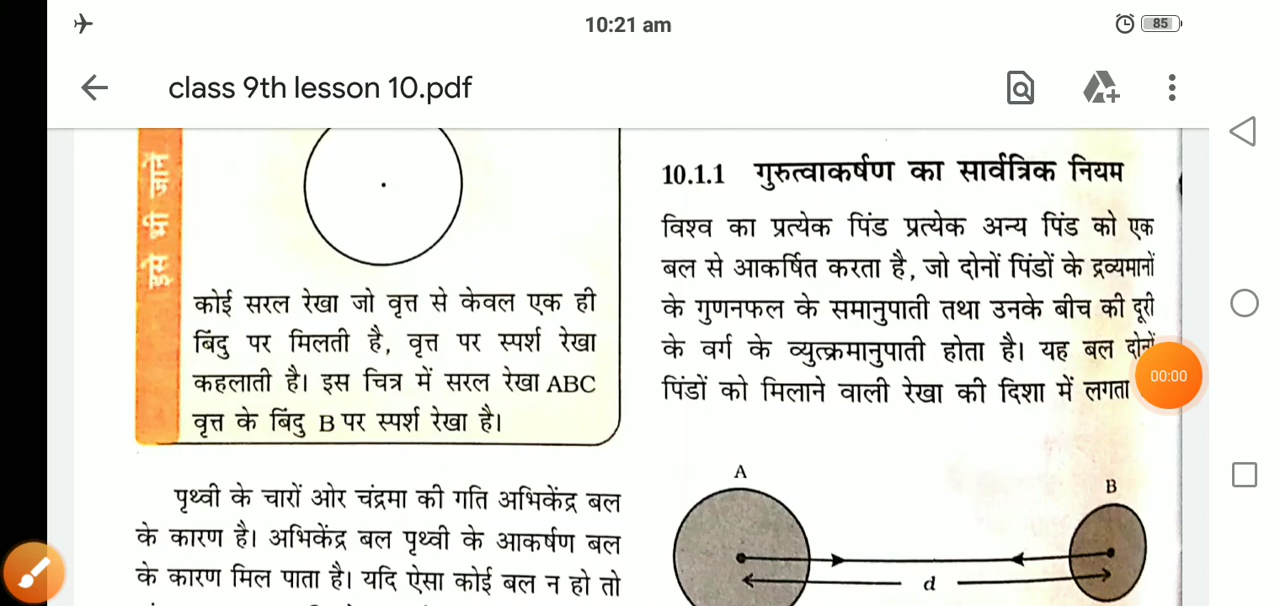 10:21 am
85
class 9th lesson 10.pdf
इसे भी जानें
कोई सरल रेखा जो वृत्त से केवल एक ही
बिंदु पर मिलती है, वृत्त पर स्पर्श रेखा
कहलाती है। इस चित्र में सरल रेखा ABC
वृत्त के बिंदु B पर स्पर्श रेखा है।
पृथ्वी के चारों ओर चंद्रमा की गति अभिकेंद्र बल
के कारण है। अभिकेंद्र बल पृथ्वी के आकर्षण बल
के कारण मिल पाता है। यदि ऐसा कोई बल न हो तो
10.1.1 गुरुत्वाकर्षण का सार्वत्रिक नियम
विश्व का प्रत्येक पिंड प्रत्येक अन्य पिंड को एक
बल से आकर्षित करता है, जो दोनों पिंडों के द्रव्यमानों
के गुणनफल के समानुपाती तथा उनके बीच की दूरी
के वर्ग के व्युत्क्रमानुपाती होता है। यह बल दोनों
पिंडों को मिलाने वाली रेखा की दिशा में लगता
00:00
A
B
d